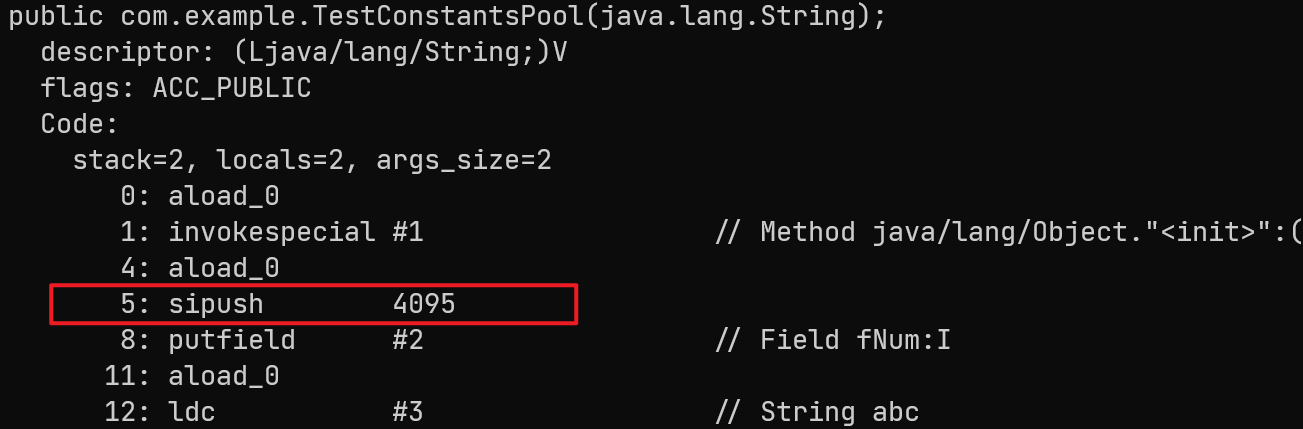 public com.example.TestConstantsPool(java.lang.String);
  descriptor: (Ljava/lang/String;)V
  flags: ACC_PUBLIC
  Code:
    stack=2, locals=2, args_size=2
       0: aload_0
       1: invokespecial #1                  // Method java/lang/Object."<init>":(
       4: aload_0
       5: sipush        4095
       8: putfield      #2                  // Field fNum:I
      11: aload_0
      12: ldc           #3                  // String abc